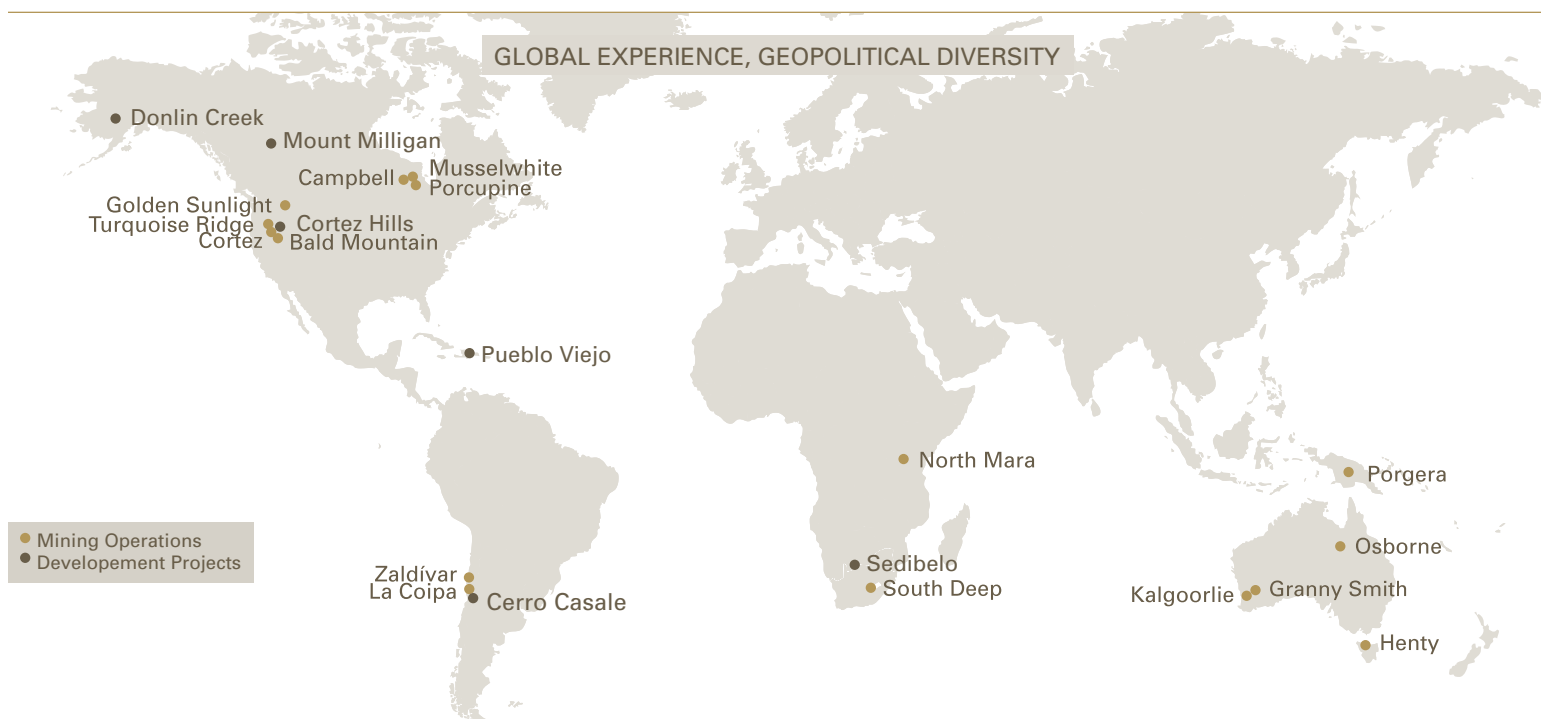 GLOBAL EXPERIENCE, GEOPOLITICAL DIVERSITY
Donlin Creek
Mount Milligan
Campbell
Musselwhite
Porcupine
Golden Sunlight
Turquoise Ridge
Cortez
Cortez Hills
Bald Mountain
Pueblo Viejo
North Mara
Porgera
Mining Operations
Developement Projects
Osborne
Zaldívar
La Coipa
Cerro Casale
Sedibelo
South Deep
Kalgoorlie
Granny Smith
Henty